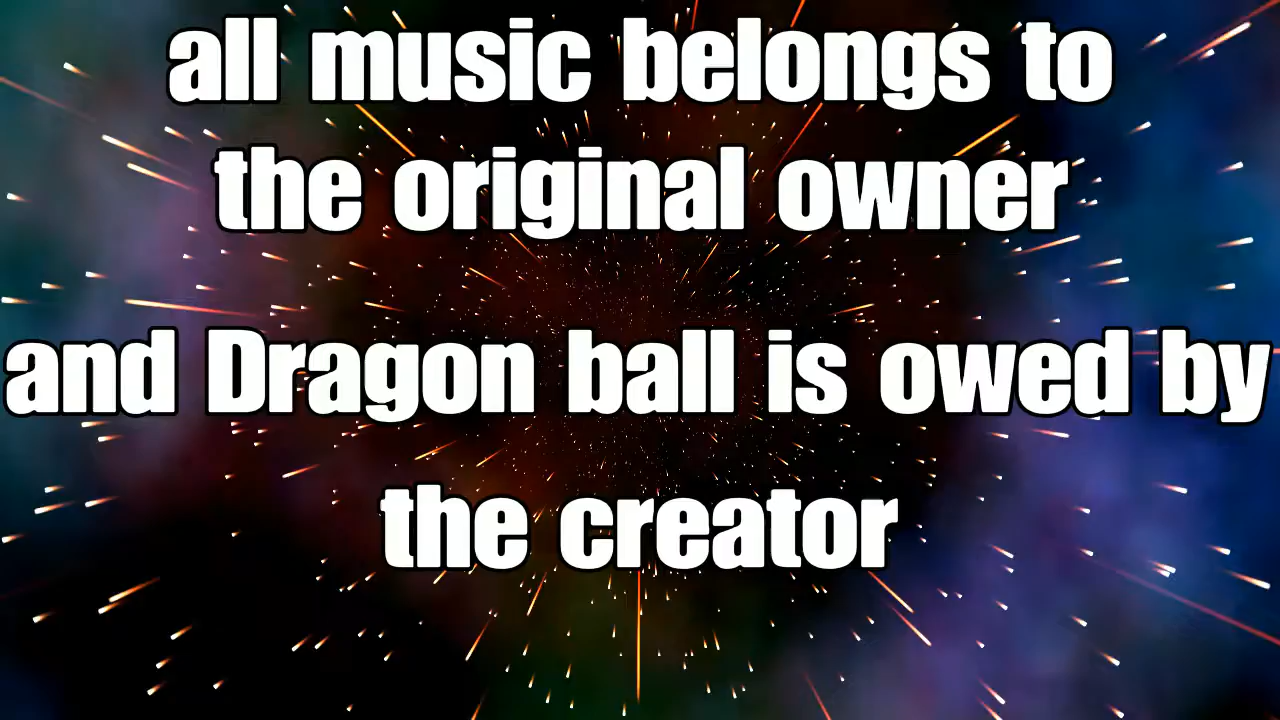 all music belongs to
the original owner
and Dragon ball is owed by
the creator